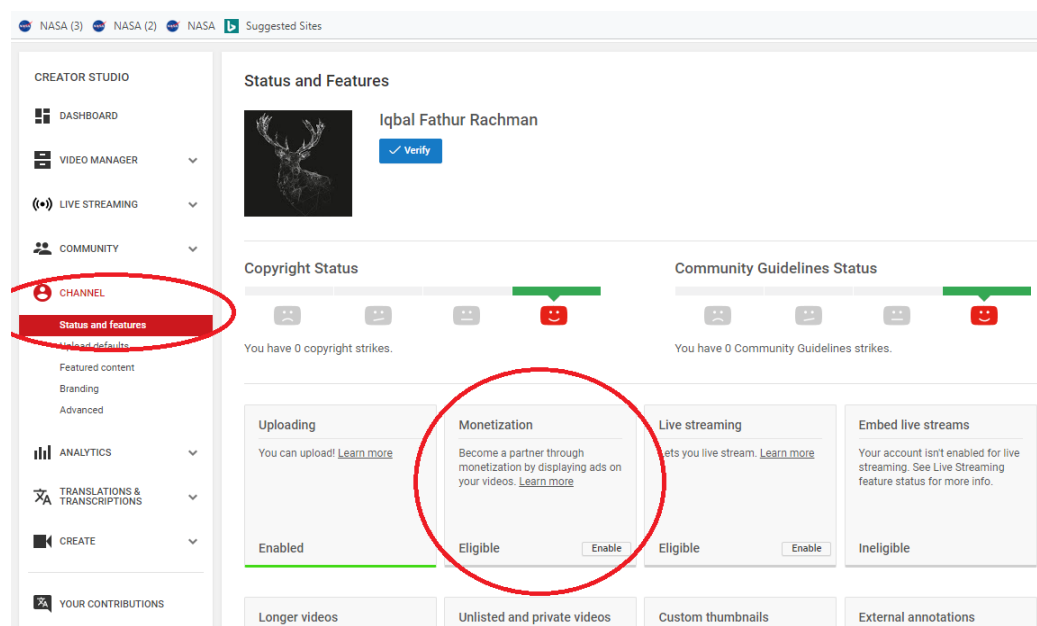 NASA (3) NASA (2) NASA Suggested Sites
CREATOR STUDIO
DASHBOARD
VIDEO MANAGER
LIVE STREAMING
COMMUNITY
CHANNEL
Status and features
Upload defaults
Featured content
Branding
Advanced
ANALYTICS
TRANSLATIONS &
TRANSCRIPTIONS
CREATE
YOUR CONTRIBUTIONS
Status and Features
Iqbal Fathur Rachman
Verify
Copyright Status
You have 0 copyright strikes.
Community Guidelines Status
You have 0 Community Guidelines strikes.
Uploading
You can upload! Learn more
Enabled
Monetization
Become a partner through
monetization by displaying ads on
your videos. Learn more
Eligible Enable
Live streaming
Lets you live stream. Learn more
Eligible Enable
Embed live streams
Your account isn't enabled for live
streaming. See Live Streaming
feature status for more info.
Ineligible
Longer videos
Unlisted and private videos
Custom thumbnails
External annotations